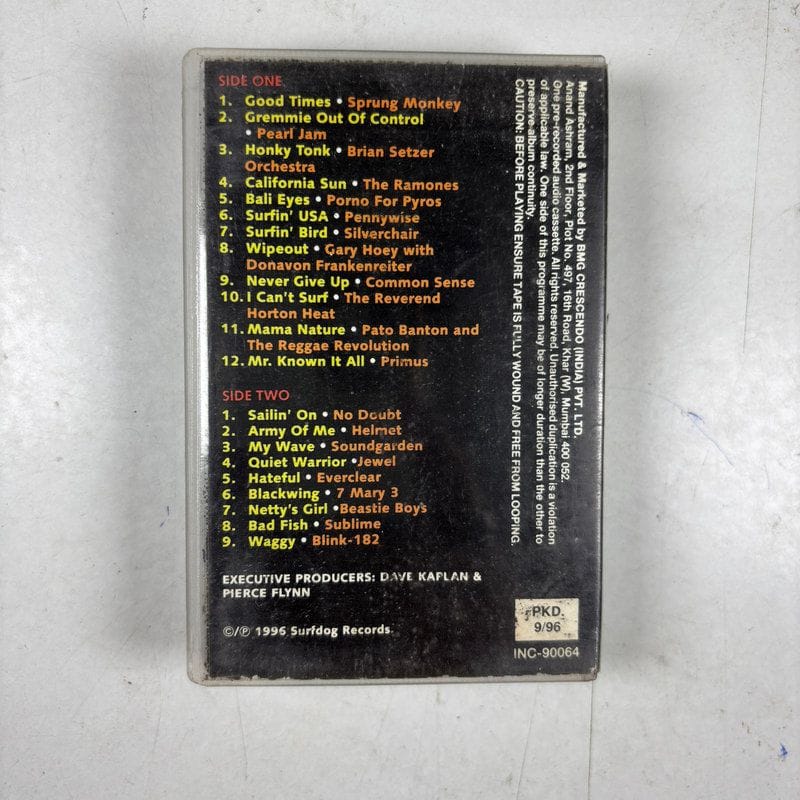 SIDE ONE
1. Good Times • Sprung Monkey
2. Gremmie Out Of Control
• Pearl Jam
3. Honky Tonk • Brian Setzer
Orchestra
4. California Sun • The Ramones
5. Bali Eyes • Porno For Pyros
6. Surfin' USA • Pennywise
7. Surfin' Bird • Silverchair
8. Wipeout • Gary Hoey with
Donavon Frankenreiter
9. Never Give Up • Common Sense
10. I Can't Surf • The Reverend
Horton Heat
11. Mama Nature • Pato Banton and
The Reggae Revolution
12. Mr. Known It All • Primus
SIDE TWO
1. Sailin' On • No Doubt
2. Army Of Me • Helmet
3. My Wave • Soundgarden
4. Quiet Warrior •Jewel
5. Hateful • Everclear
6. Blackwing • 7 Mary 3
7. Netty's Girl •Beastie Boys
8. Bad Fish • Sublime
9. Waggy • Blink-182
EXECUTIVE PRODUCERS: DAVE KAPLAN &
PIERCE FLYNN
©/℗ 1996 Surfdog Records
Manufactured & Marketed by BMG CRESCENDO (INDIA) PVT. LTD.
Anand Ashram, 2nd Floor, Plot No. 497, 16th Road, Khar (W), Mumbai 400 052.
One pre-recorded audio cassette. All rights reserved. Unauthorised duplication is a violation
of applicable law. One side of this programme may be of longer duration than the other to
preserve-album continuity.
CAUTION: BEFORE PLAYING ENSURE TAPE IS FULLY WOUND AND FREE FROM LOOPING.
PKD.
9/96
INC-90064